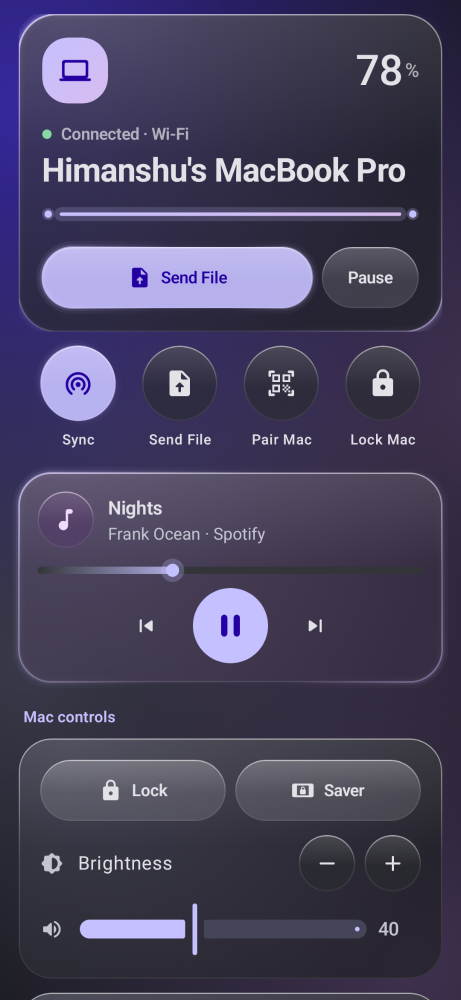 78%
Connected · Wi-Fi
Himanshu's MacBook Pro
Send File
Pause
Sync
Send File
Pair Mac
Lock Mac
Nights
Frank Ocean · Spotify
Mac controls
Lock
Saver
Brightness
40